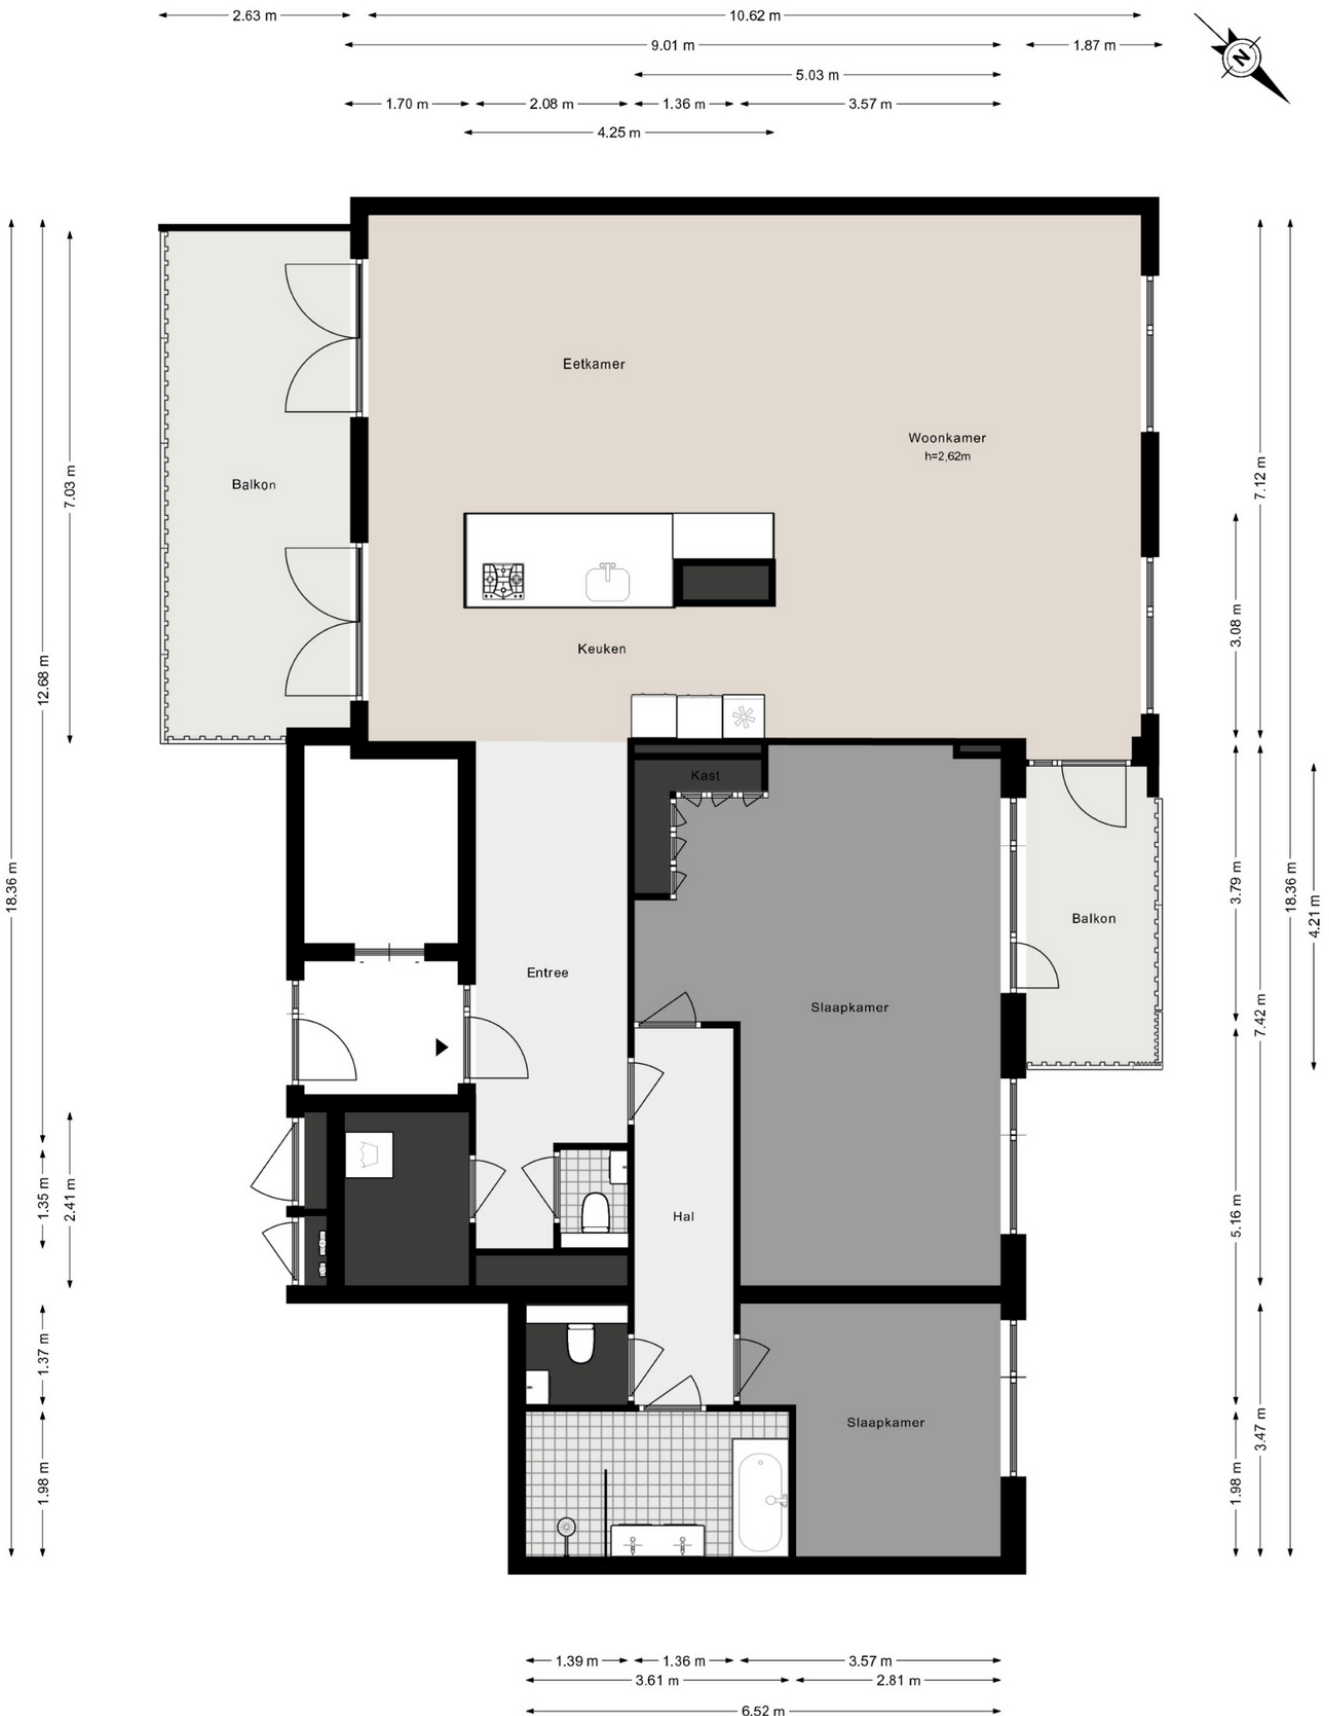 2.63 m
10.62 m
9.01 m
1.87 m
5.03 m
1.70 m
2.08 m
1.36 m
3.57 m
4.25 m
N
Eetkamer
Woonkamer
h=2,62m
Balkon
Keuken
Kast
Balkon
Entree
Slaapkamer
Hal
Slaapkamer
18.36 m
12.68 m
7.03 m
1.35 m
2.41 m
1.37 m
1.98 m
7.12 m
3.08 m
3.79 m
18.36 m
4.21 m
7.42 m
5.16 m
3.47 m
1.98 m
1.39 m
1.36 m
3.57 m
3.61 m
2.81 m
6.52 m